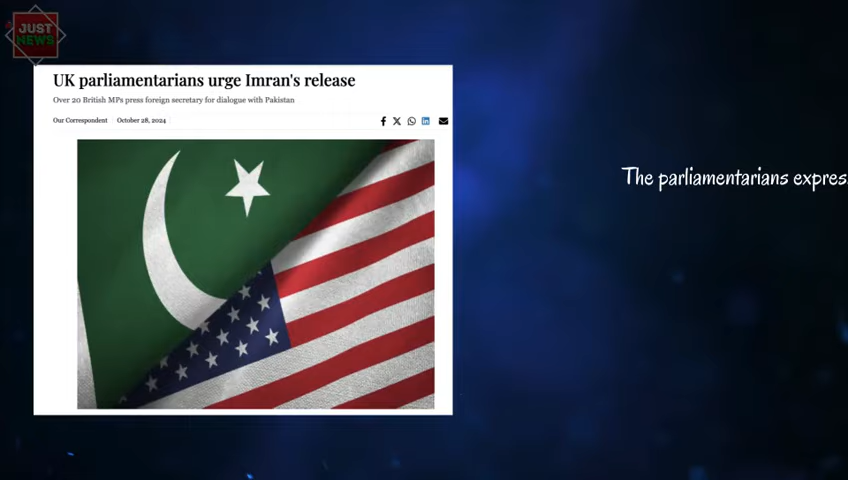 JUST
NEWS
UK parliamentarians urge Imran's release
Over 20 British MPs press foreign secretary for dialogue with Pakistan
Our Correspondent October 28, 2024
The parliamentarians expres